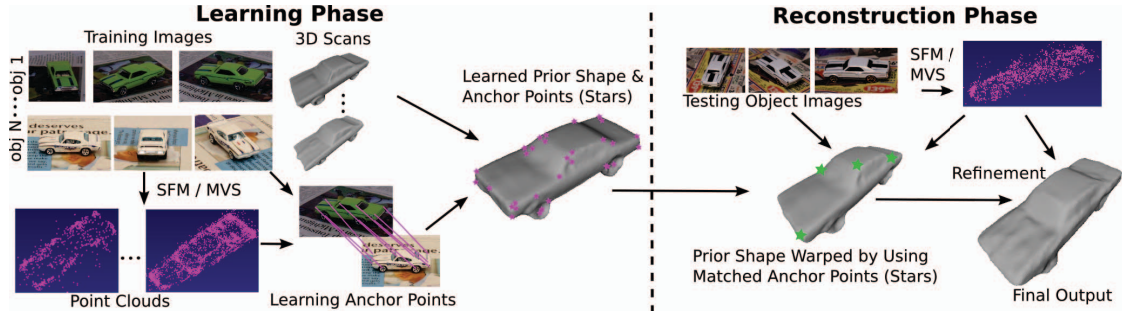 Learning Phase
Training Images
3D Scans
obj 1
obj N
SFM / MVS
Point Clouds
Learning Anchor Points
deserves
Learned Prior Shape &
Anchor Points (Stars)
Reconstruction Phase
Testing Object Images
SFM /
MVS
Refinement
Prior Shape Warped by Using
Matched Anchor Points (Stars)
Final Output